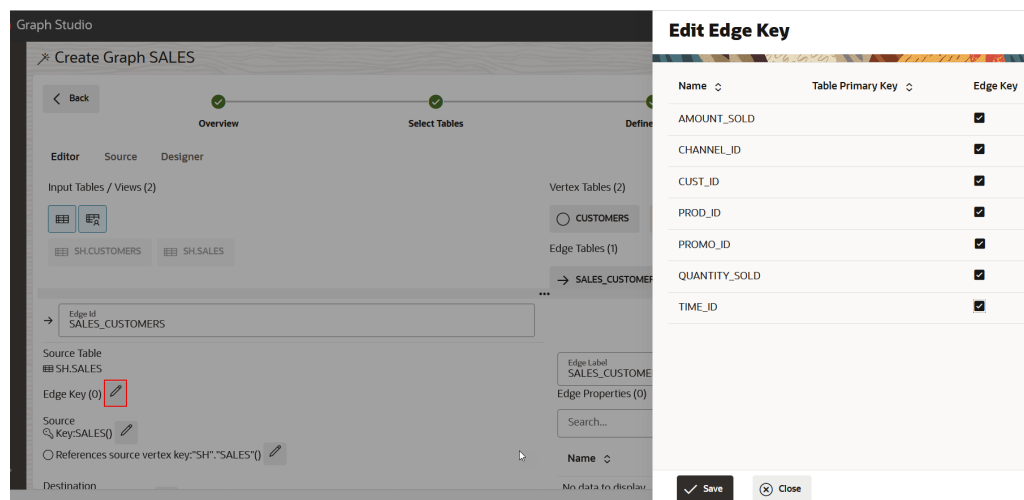 Graph Studio
Create Graph SALES
Back
Overview
Select Tables
Define
Editor Source Designer
Input Tables / Views (2)
SH.CUSTOMERS SH.SALES
Vertex Tables (2)
CUSTOMERS
Edge Tables (1)
SALES_CUSTOMER
Edge Id
SALES_CUSTOMERS
Source Table
SH.SALES
Edge Key (0)
Source
Key:SALES()
References source vertex key:"SH"."SALES"()
Destination
Edge Label
SALES_CUSTOME
Edge Properties (0)
Search...
Name
No data to display
Edit Edge Key
Name Table Primary Key Edge Key
AMOUNT_SOLD
CHANNEL_ID
CUST_ID
PROD_ID
PROMO_ID
QUANTITY_SOLD
TIME_ID
Save Close